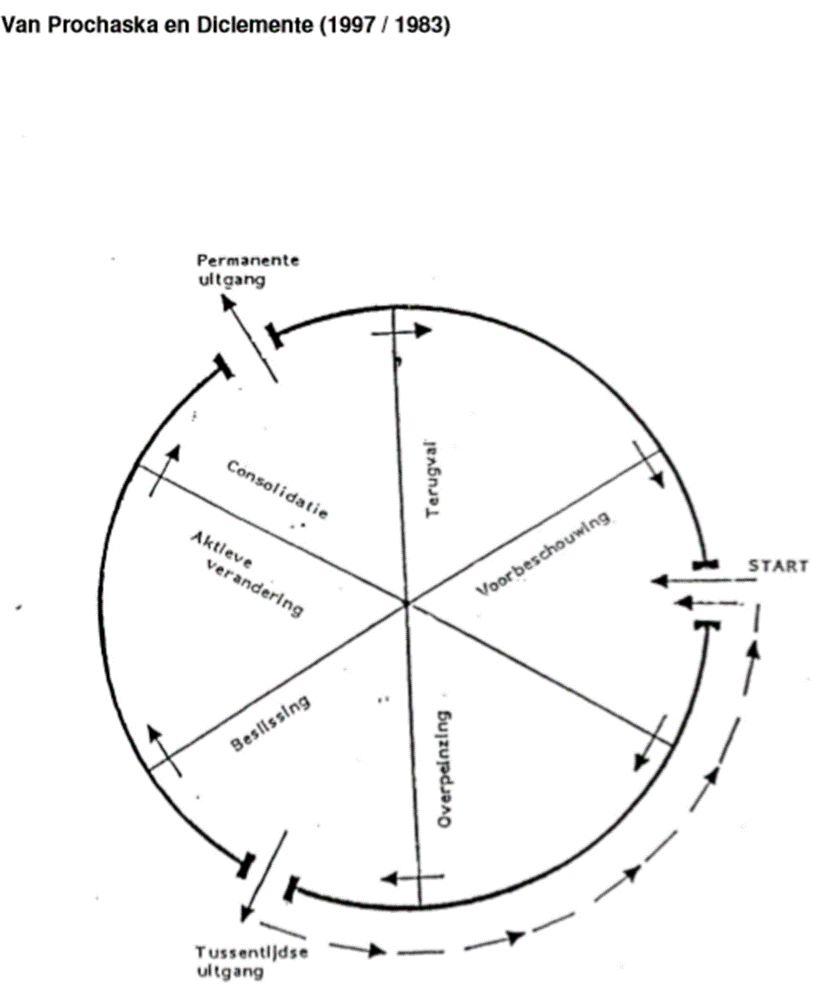 Van Prochaska en Diclemente (1997 / 1983)
Permanente
uitgang
Terugval
Consolidatie
Voorbeschouwing
START
Aktieve
verandering
Beslissing
Overpeinzing
Tussentijdse
uitgang